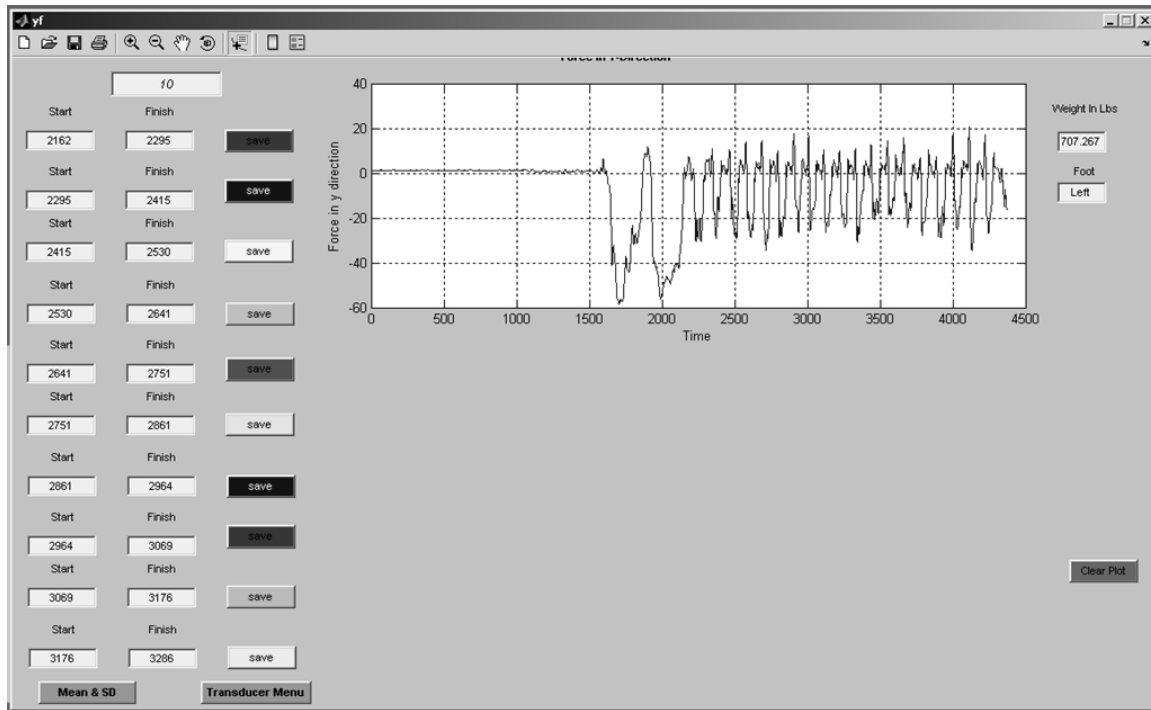 yf
Force in Y-Direction
10
Start Finish
2162 2295 save
Start Finish
2295 2415 save
Start Finish
2415 2530 save
Start Finish
2530 2641 save
Start Finish
2641 2751 save
Start Finish
2751 2861 save
Start Finish
2861 2964 save
Start Finish
2964 3069 save
Start Finish
3069 3176 save
Start Finish
3176 3286 save
Mean & SD Transducer Menu
Force in y direction
40
20
0
-20
-40
-60
0 500 1000 1500 2000 2500 3000 3500 4000 4500
Time
Weight In Lbs
707.267
Foot
Left
Clear Plot